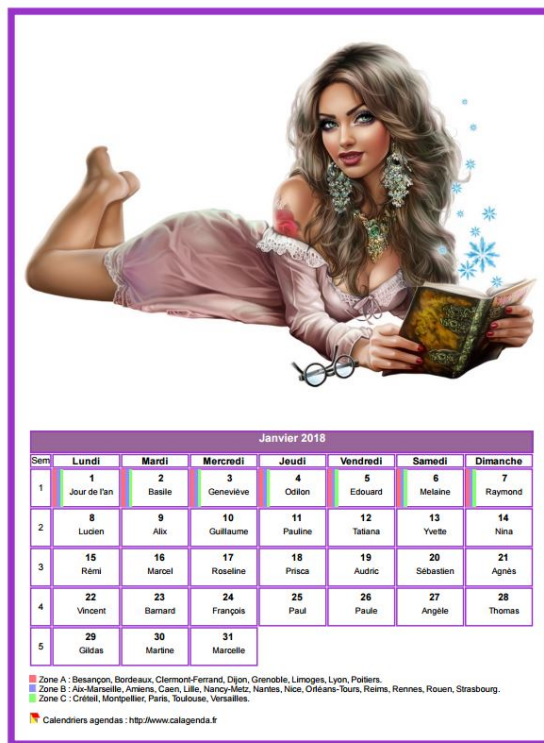 Janvier 2018
Sem Lundi Mardi Mercredi Jeudi Vendredi Samedi Dimanche
1 1 2 3 4 5 6 7
Jour de l'an Basile Geneviève Odilon Edouard Melaine Raymond
2 8 9 10 11 12 13 14
Lucien Alix Guillaume Pauline Tatiana Yvette Nina
3 15 16 17 18 19 20 21
Rémi Marcel Roseline Prisca Audric Sébastien Agnès
4 22 23 24 25 26 27 28
Vincent Barnard François Paul Paule Angèle Thomas
5 29 30 31
Gildas Martine Marcelle
Zone A : Besançon, Bordeaux, Clermont-Ferrand, Dijon, Grenoble, Limoges, Lyon, Poitiers.
Zone B : Aix-Marseille, Amiens, Caen, Lille, Nancy-Metz, Nantes, Nice, Orléans-Tours, Reims, Rennes, Rouen, Strasbourg.
Zone C : Créteil, Montpellier, Paris, Toulouse, Versailles.
Calendriers agendas : http://www.calagenda.fr